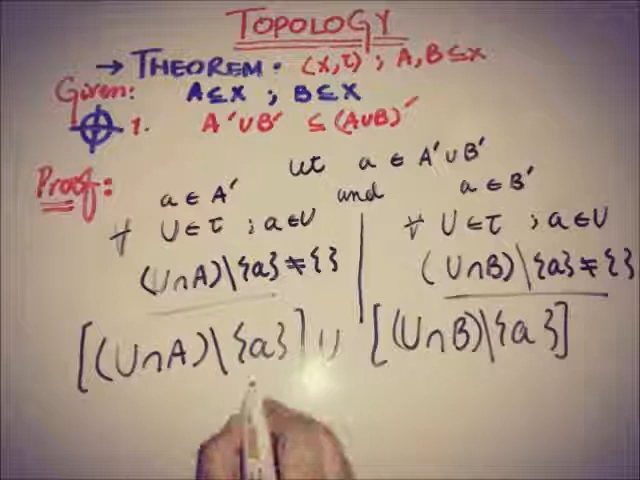 TOPOLOGY
→ THEOREM. (X,τ) ; A,B⊆X
Given: A⊆X ; B⊆X
1. A'∪B' ⊆ (A∪B)'
Proof: let a ∈ A'∪B'
a ∈ A' and a ∈ B'
∀ U∈τ ; a∈U ∀ U∈τ ; a∈U
(U∩A)\{a} ≠ { } (U∩B)\{a} ≠ { }
[(U∩A)\{a}] ∪ [(U∩B)\{a}]